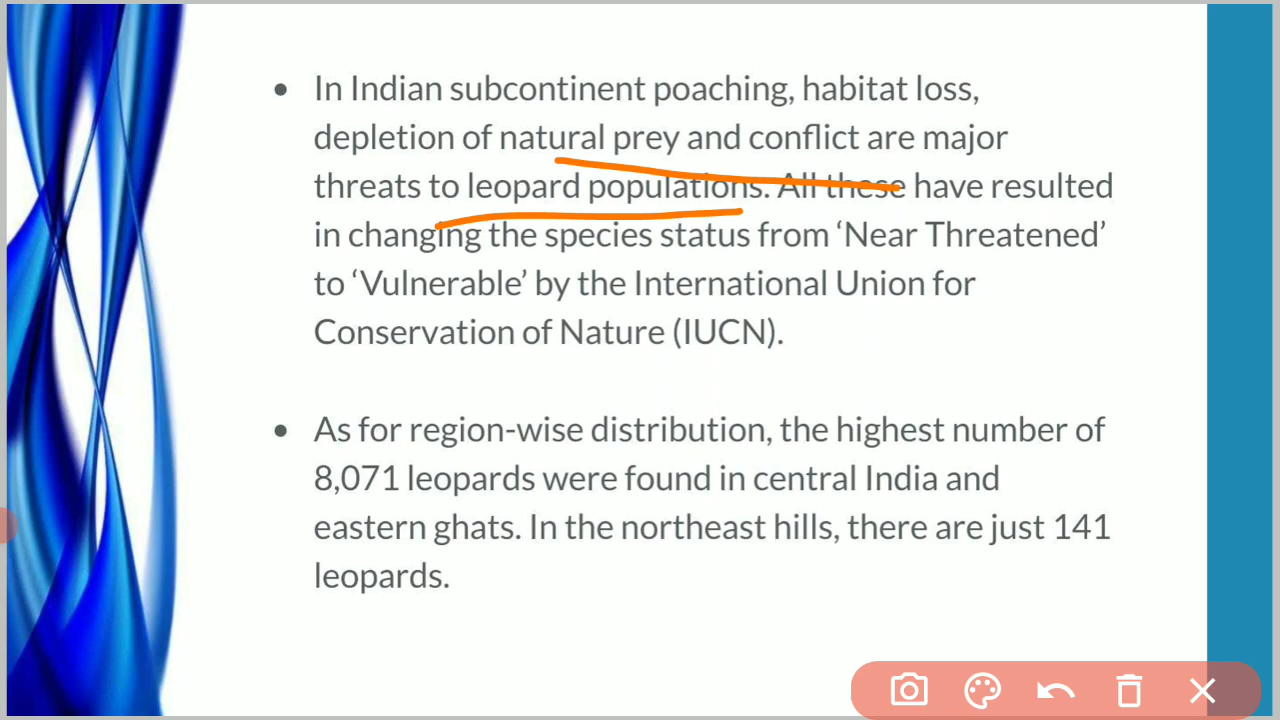 In Indian subcontinent poaching, habitat loss,
depletion of natural prey and conflict are major
threats to leopard populations. All these have resulted
in changing the species status from ‘Near Threatened’
to ‘Vulnerable’ by the International Union for
Conservation of Nature (IUCN).
As for region-wise distribution, the highest number of
8,071 leopards were found in central India and
eastern ghats. In the northeast hills, there are just 141
leopards.